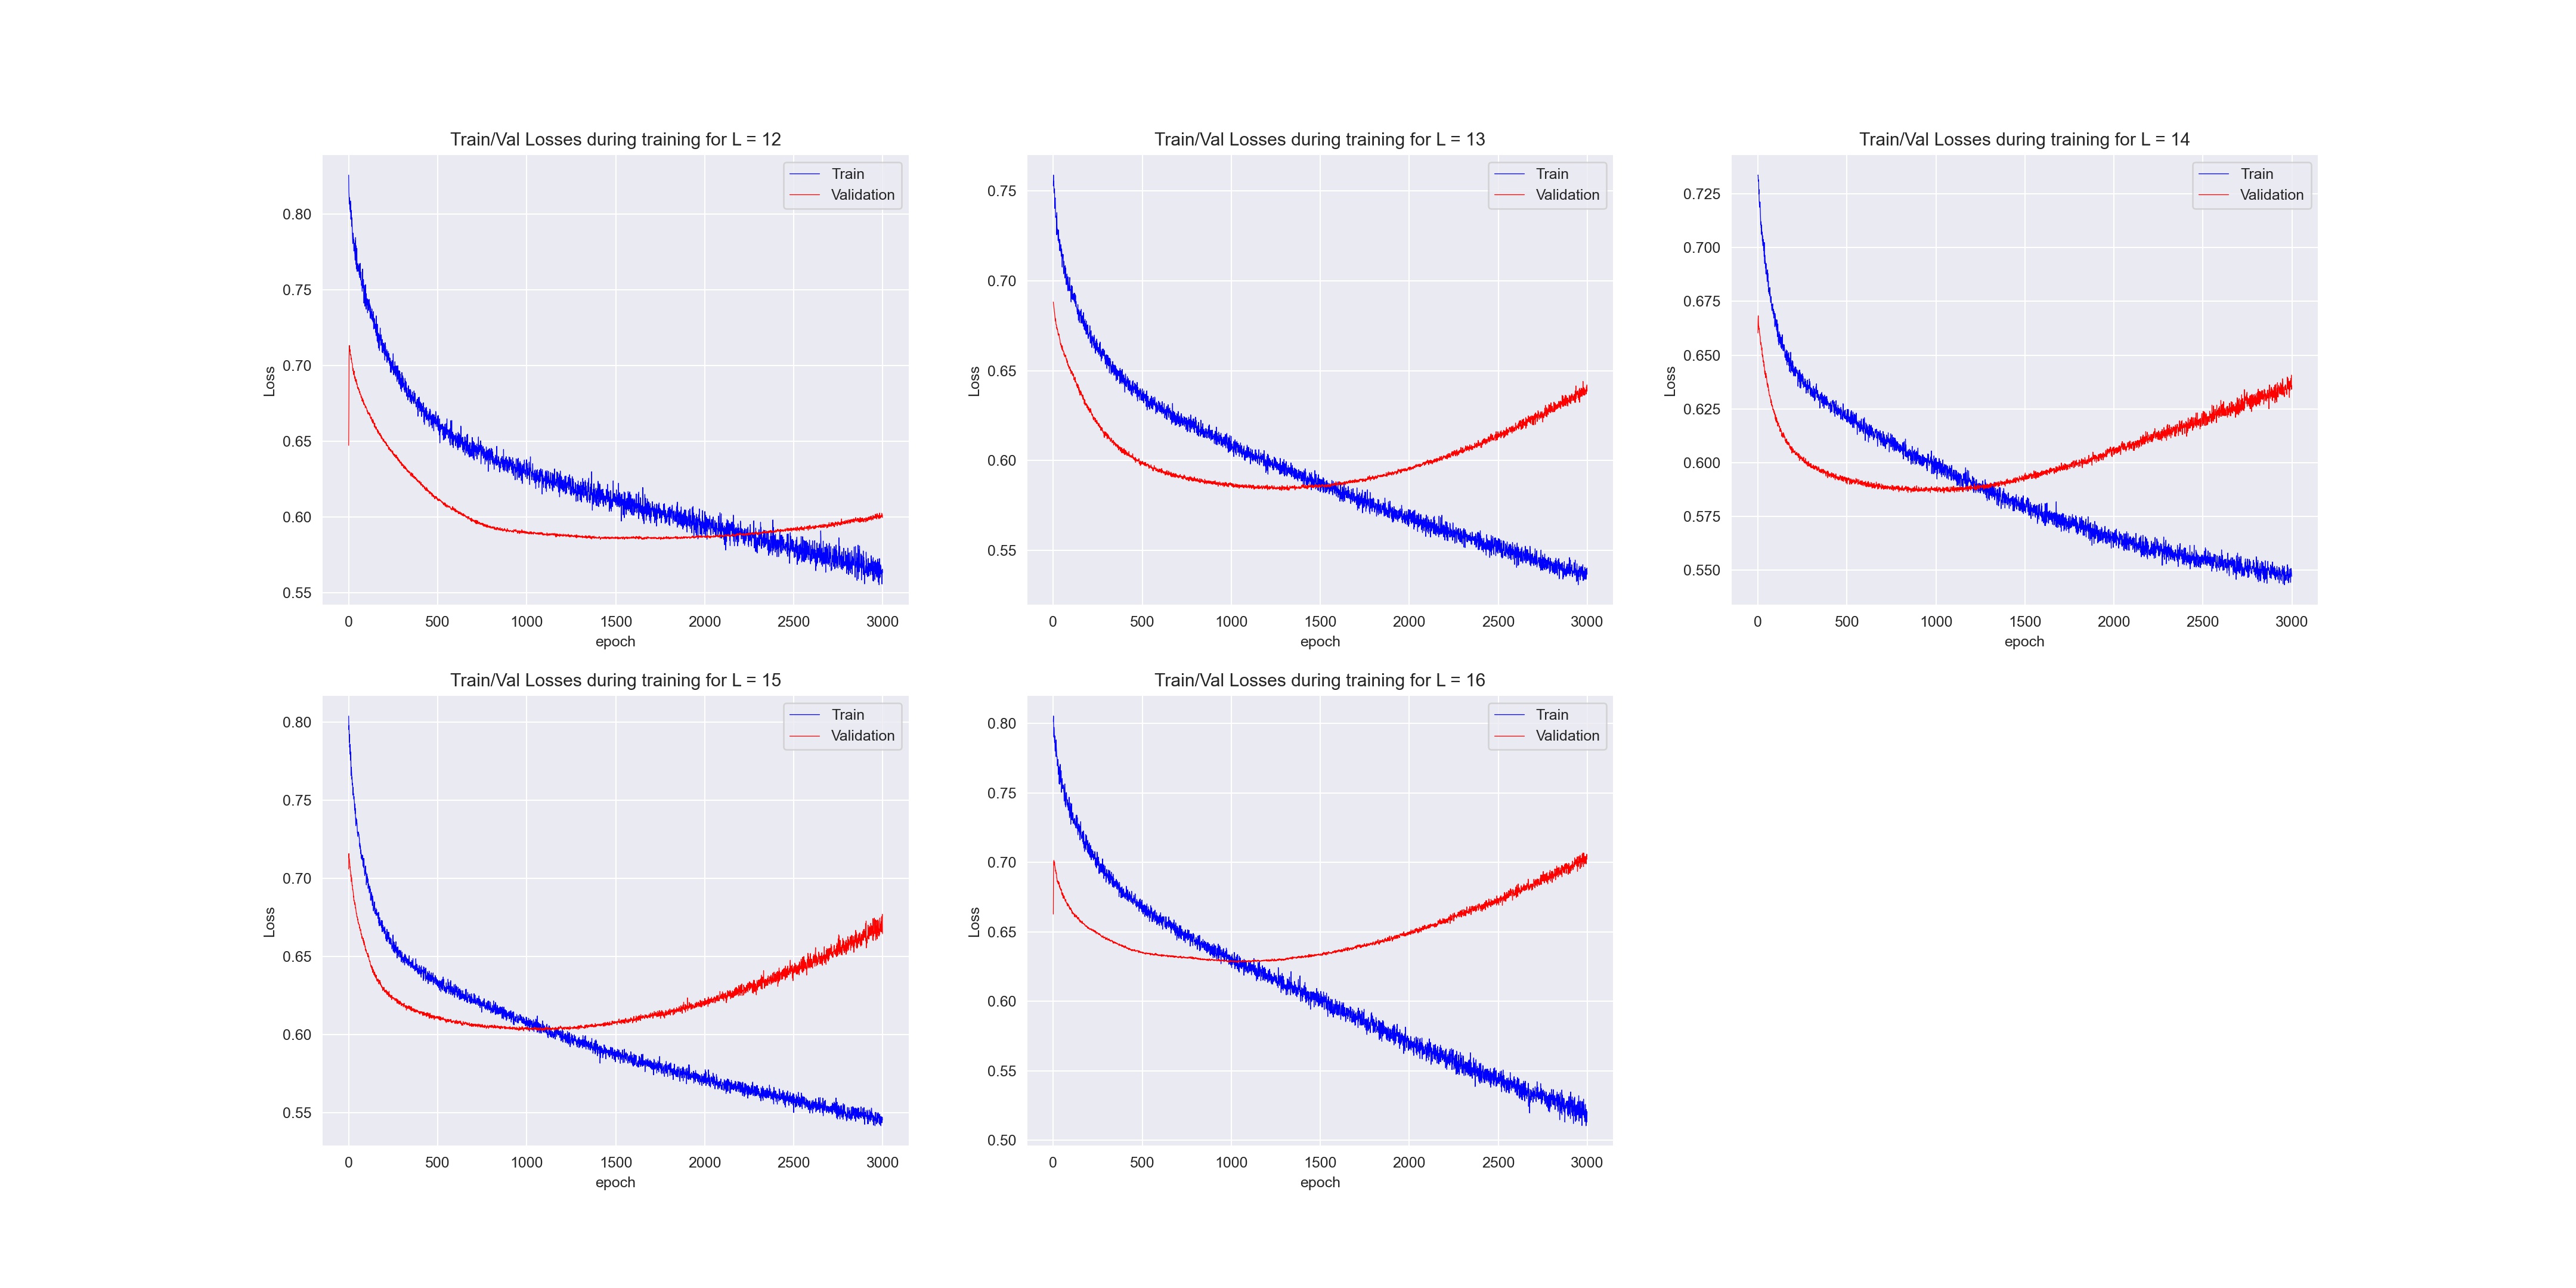 Train/Val Losses during training for L = 12
Train
Validation
0.80
0.75
0.70
0.65
0.60
0.55
Loss
0 500 1000 1500 2000 2500 3000
epoch
Train/Val Losses during training for L = 13
Train
Validation
0.75
0.70
0.65
0.60
0.55
Loss
0 500 1000 1500 2000 2500 3000
epoch
Train/Val Losses during training for L = 14
Train
Validation
0.725
0.700
0.675
0.650
0.625
0.600
0.575
0.550
Loss
0 500 1000 1500 2000 2500 3000
epoch
Train/Val Losses during training for L = 15
Train
Validation
0.80
0.75
0.70
0.65
0.60
0.55
Loss
0 500 1000 1500 2000 2500 3000
epoch
Train/Val Losses during training for L = 16
Train
Validation
0.80
0.75
0.70
0.65
0.60
0.55
0.50
Loss
0 500 1000 1500 2000 2500 3000
epoch